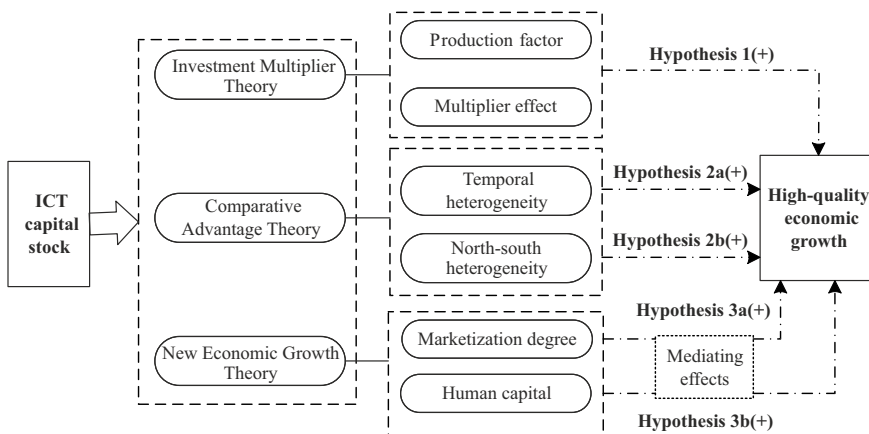 ICT
capital
stock
Investment Multiplier
Theory
Comparative
Advantage Theory
New Economic Growth
Theory
Production factor
Multiplier effect
Temporal
heterogeneity
North-south
heterogeneity
Marketization degree
Human capital
Hypothesis 1(+)
Hypothesis 2a(+)
Hypothesis 2b(+)
Hypothesis 3a(+)
Mediating
effects
Hypothesis 3b(+)
High-quality
economic
growth